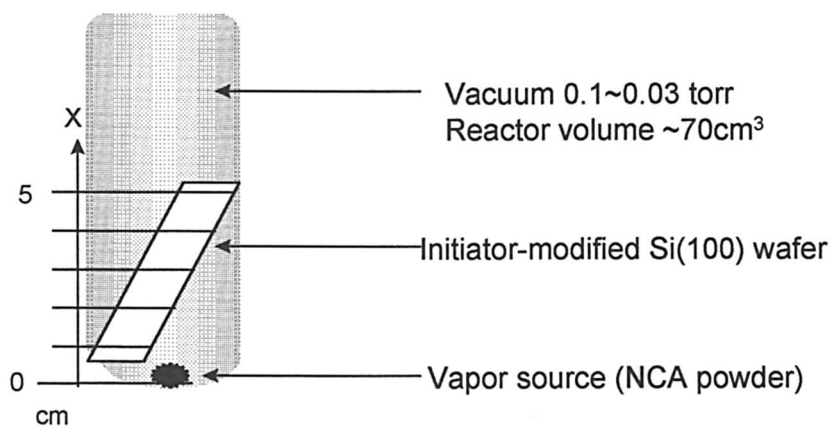 Vacuum 0.1~0.03 torr
Reactor volume ~70cm³
X
5
Initiator-modified Si(100) wafer
Vapor source (NCA powder)
0
cm